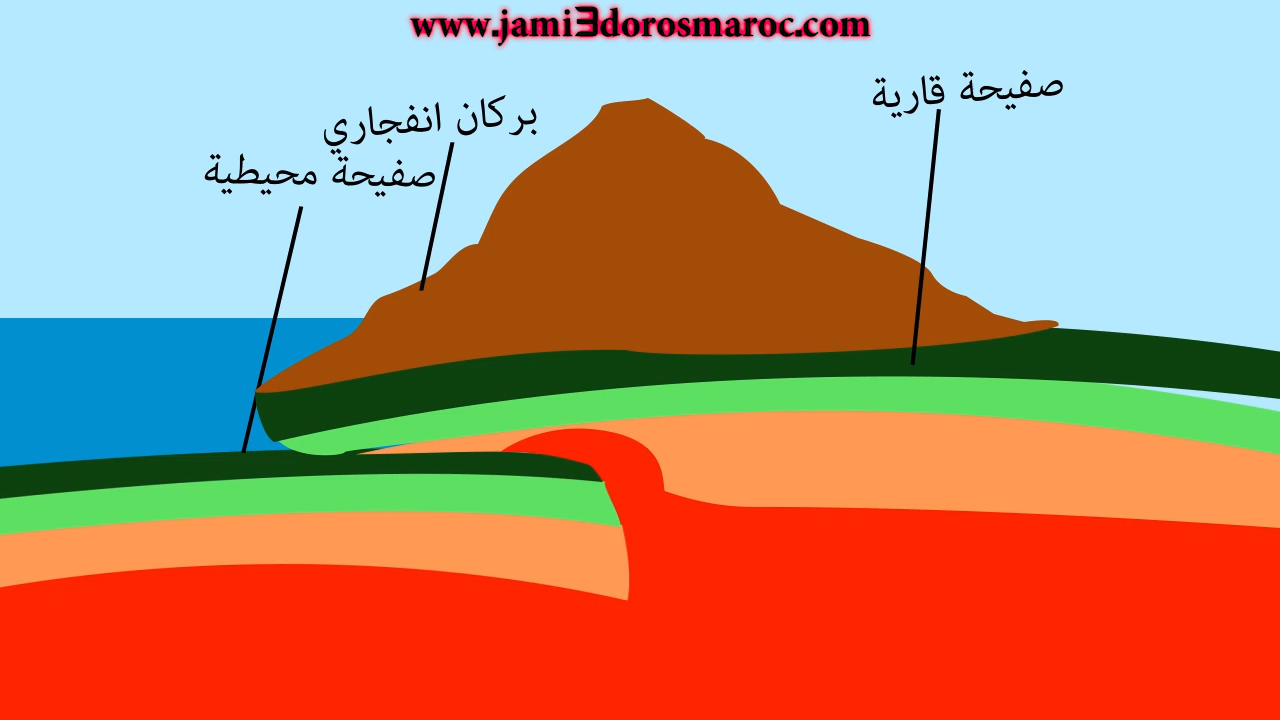 www.jami3dorosmaroc.com
صفيحة قارية
بركان انفجاري
صفيحة محيطية